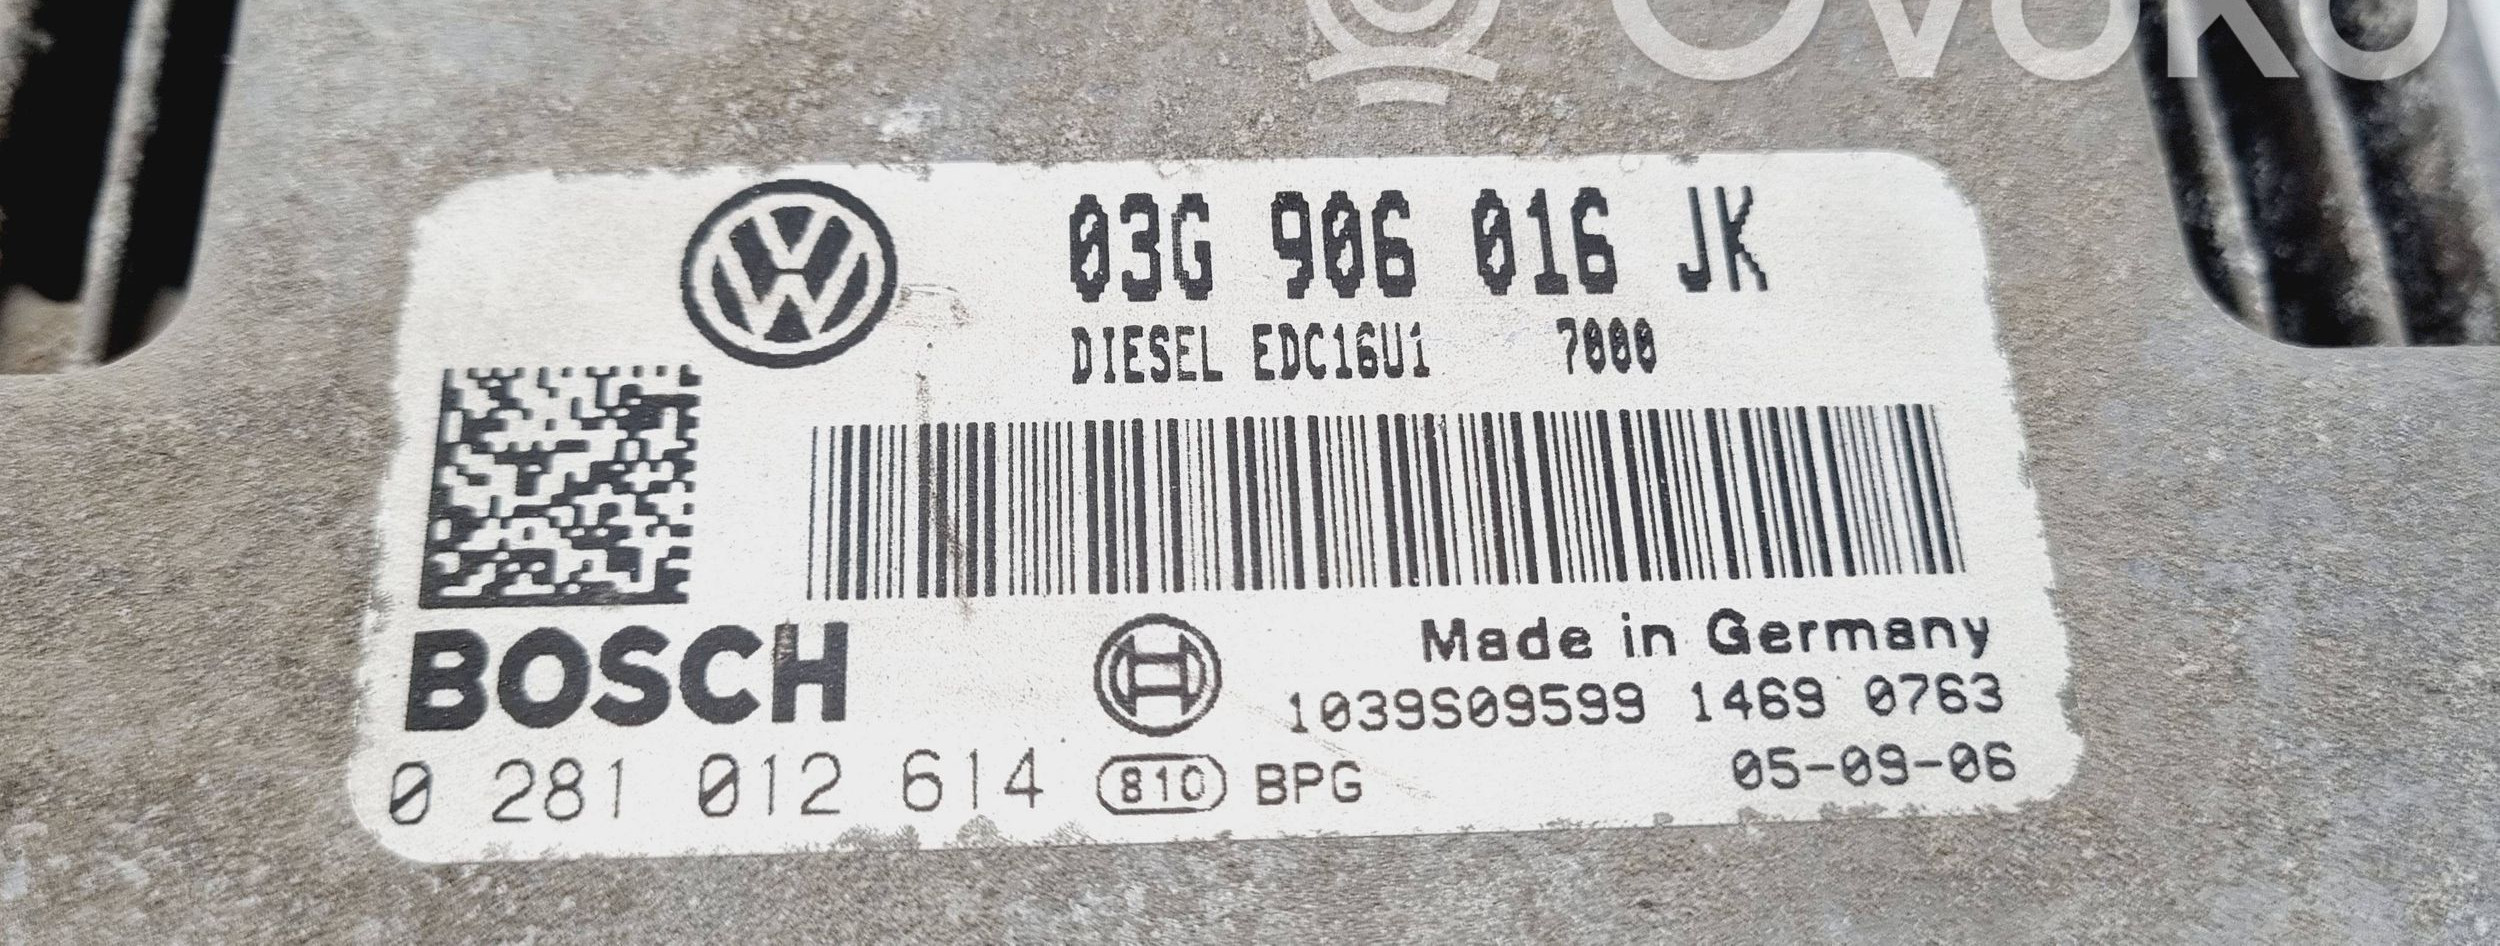 Ovoko
03G 906 016 JK
DIESEL EDC16U1 7000
BOSCH
Made in Germany
1039S09599 1469 0763
0 281 012 614 810 BPG 05-09-06